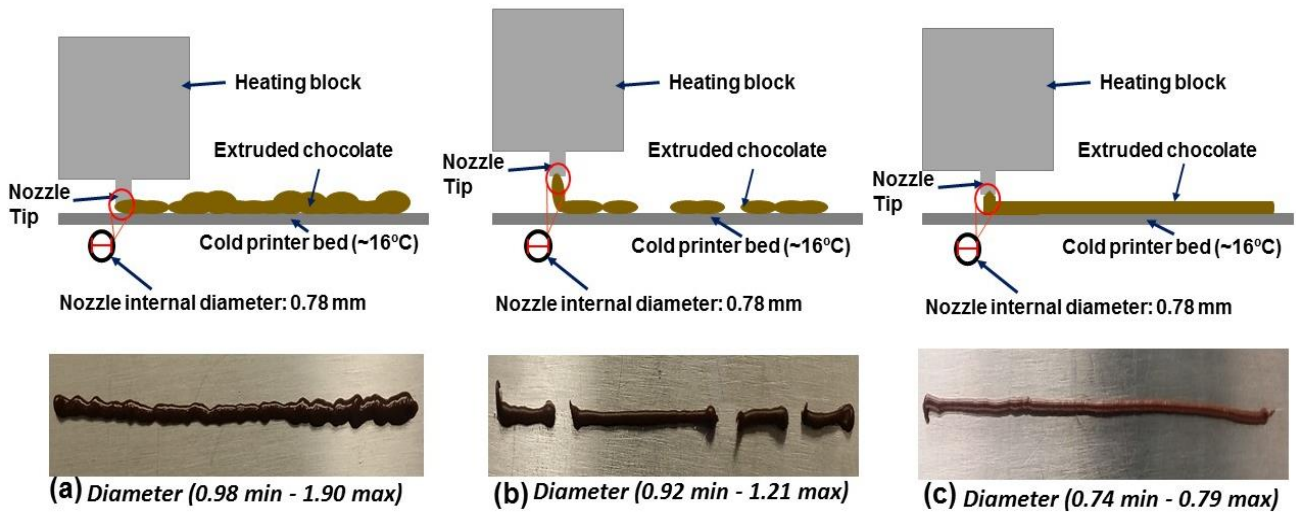 Heating block
Extruded chocolate
Nozzle
Tip
Cold printer bed (~16ºC)
Nozzle internal diameter: 0.78 mm
(a) Diameter (0.98 min - 1.90 max)
Heating block
Nozzle
Tip
Extruded chocolate
Cold printer bed (~16ºC)
Nozzle internal diameter: 0.78 mm
(b) Diameter (0.92 min - 1.21 max)
Heating block
Nozzle
Tip
Extruded chocolate
Cold printer bed (~16ºC)
Nozzle internal diameter: 0.78 mm
(c) Diameter (0.74 min - 0.79 max)